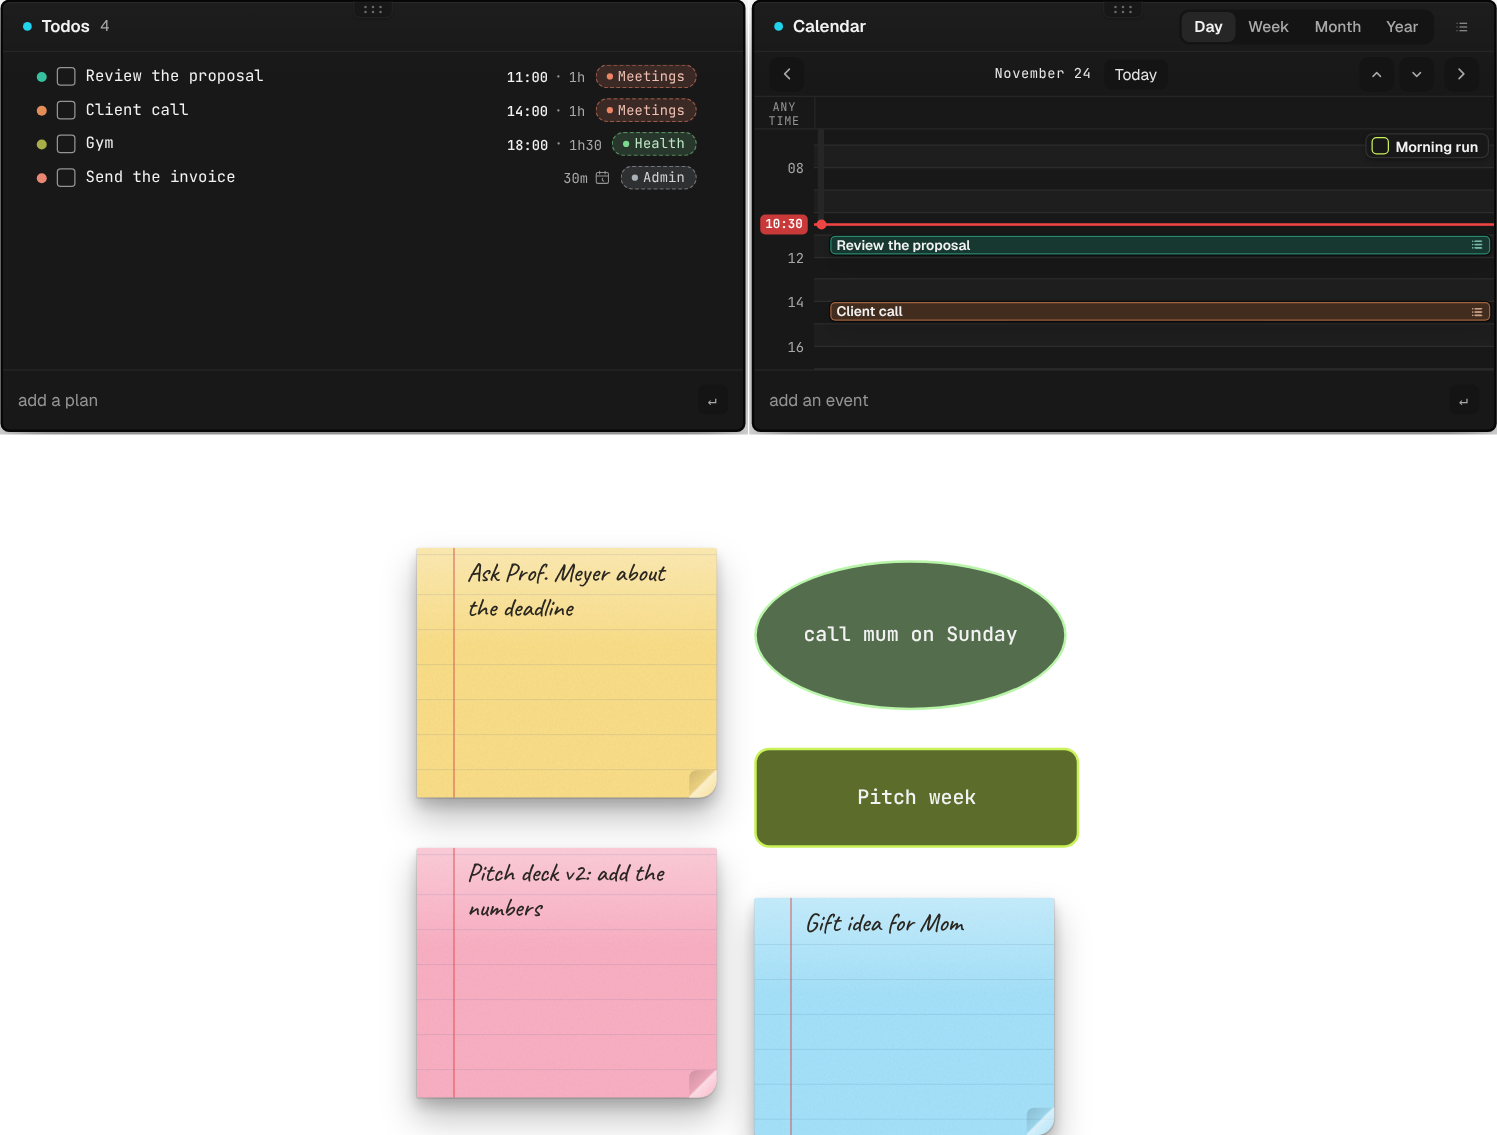 Todos 4
Review the proposal 11:00 · 1h Meetings
Client call 14:00 · 1h Meetings
Gym 18:00 · 1h30 Health
Send the invoice 30m Admin
add a plan
Calendar Day Week Month Year
November 24 Today
ANY
TIME
Morning run
08
10:30
Review the proposal
12
14
Client call
16
add an event
Ask Prof. Meyer about
the deadline
call mum on Sunday
Pitch week
Pitch deck v2: add the
numbers
Gift idea for Mom